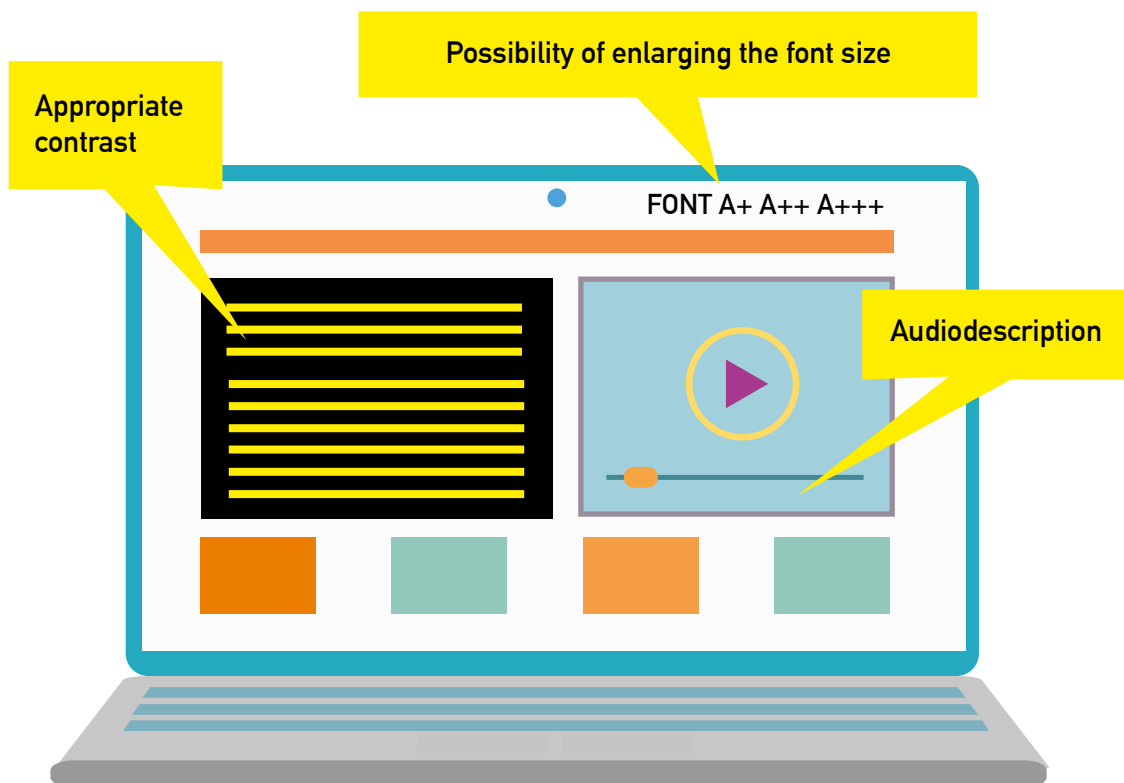 Possibility of enlarging the font size
Appropriate
contrast
FONT A+ A++ A+++
Audiodescription